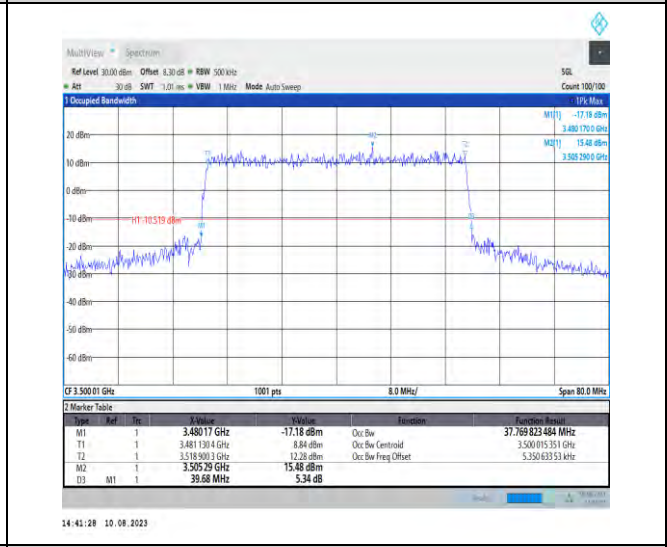 MultiView Spectrum
Ref Level 30.00 dBm Offset 8.30 dB RBW 500 kHz SGL
Att 30 dB SWT 1.01 ms VBW 1 MHz Mode Auto Sweep Count 100/100
1 Occupied Bandwidth 1Pk Max
M1[1] -17.18 dBm
3.480 170 0 GHz
M2[1] 15.48 dBm
3.505 290 0 GHz
20 dBm
10 dBm
0 dBm
-10 dBm
H1 -10.519 dBm
-20 dBm
-30 dBm
-40 dBm
-50 dBm
-60 dBm
T1
M2
T2
M1
D3
CF 3.500 01 GHz 1001 pts 8.0 MHz/ Span 80.0 MHz
2 Marker Table
Type Ref Trc X-Value Y-Value Function Function Result
M1 1 3.48017 GHz -17.18 dBm Occ Bw 37.769 823 484 MHz
T1 1 3.481 130 4 GHz 8.84 dBm Occ Bw Centroid 3.500 015 351 GHz
T2 1 3.518 900 3 GHz 12.28 dBm Occ Bw Freq Offset 5.350 633 53 kHz
M2 1 3.50529 GHz 15.48 dBm
D3 M1 1 39.68 MHz 5.34 dB
14:41:28 10.08.2023